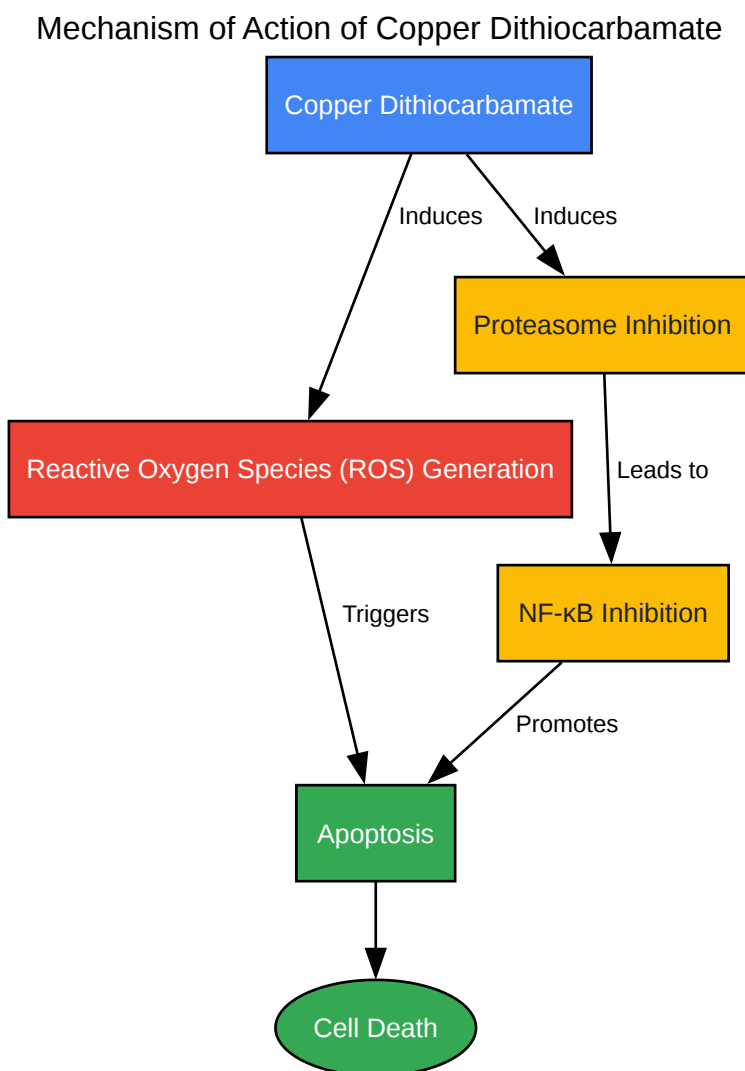 Mechanism of Action of Copper Dithiocarbamate
Copper Dithiocarbamate
Induces
Induces
Proteasome Inhibition
Reactive Oxygen Species (ROS) Generation
Leads to
Triggers
NF-κB Inhibition
Promotes
Apoptosis
Cell Death